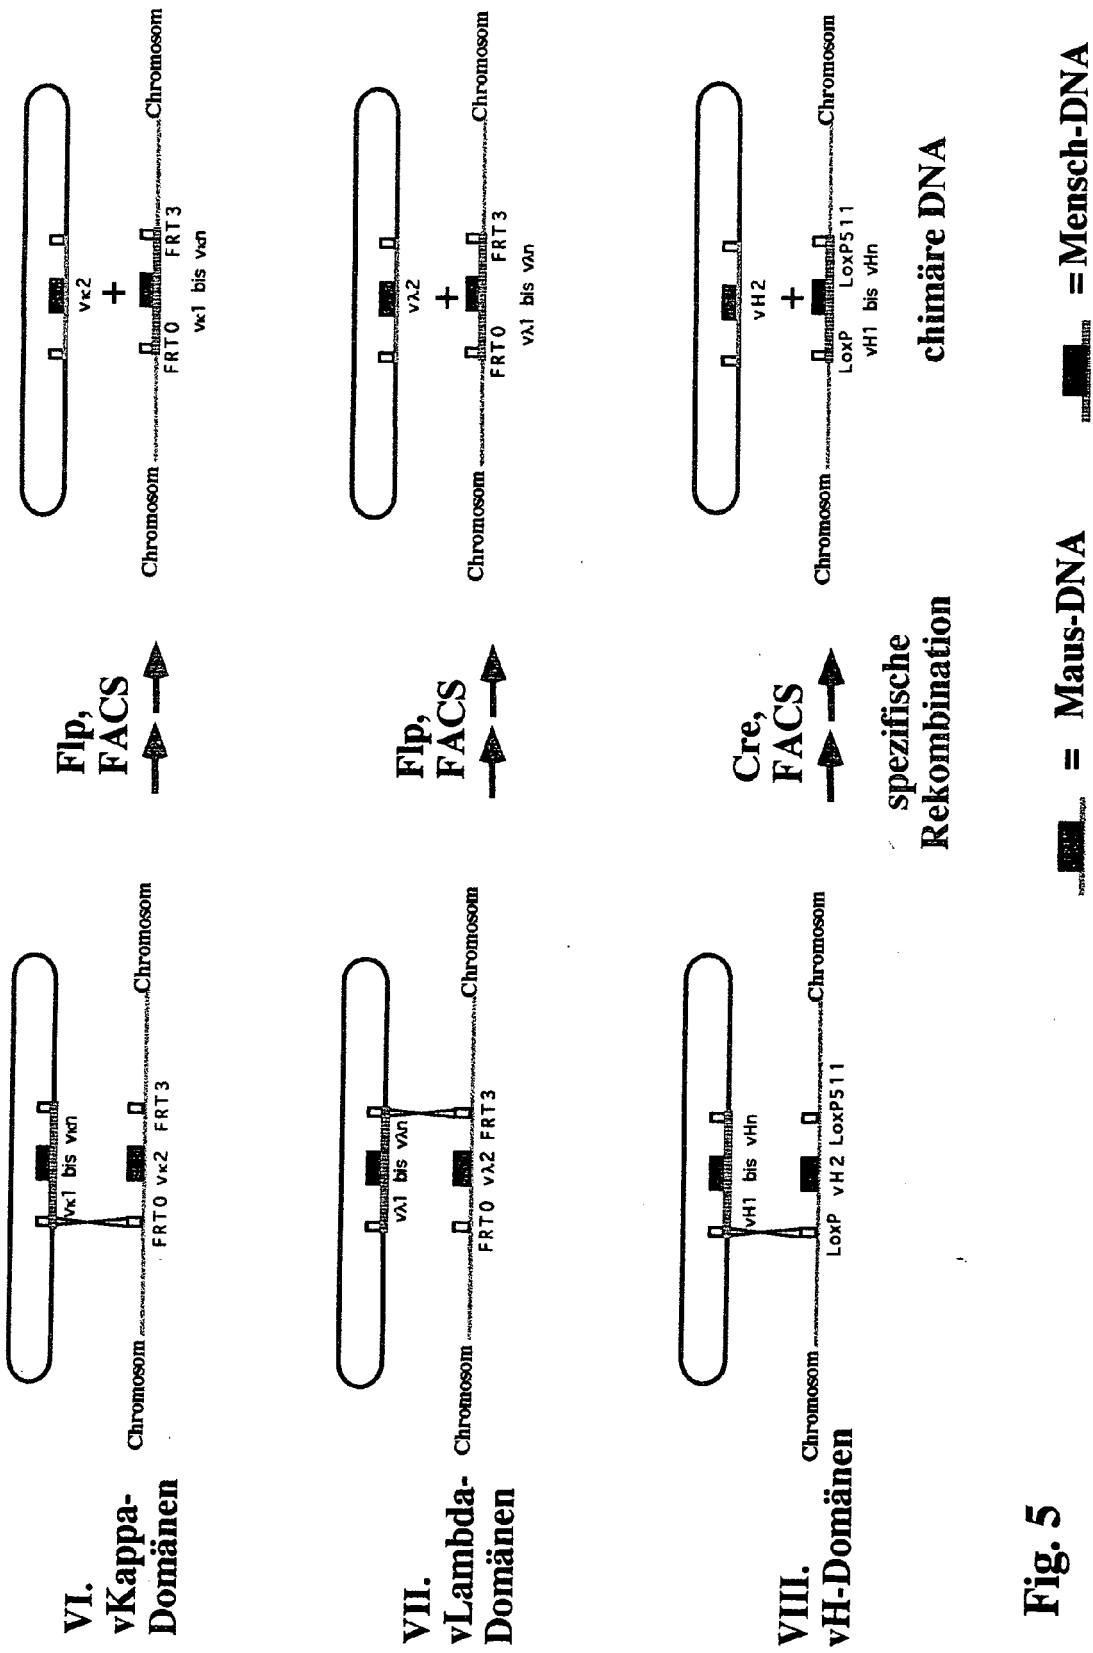 VI.
vKappa-
Domänen
vκ1 bis vκn
Chromosom
Chromosom
FRT0 vκ2 FRT3
Flp,
FACS
vκ2
+
Chromosom
Chromosom
FRT0 FRT3
vκ1 bis vκn
VII.
vLambda-
Domänen
vλ1 bis vλn
Chromosom
Chromosom
FRT0 vλ2 FRT3
Flp,
FACS
vλ2
+
Chromosom
Chromosom
FRT0 FRT3
vλ1 bis vλn
VIII.
vH-Domänen
vH1 bis vHn
Chromosom
Chromosom
LoxP vH2 LoxP511
Cre,
FACS
vH2
+
Chromosom
Chromosom
LoxP LoxP511
vH1 bis vHn
spezifische
Rekombination
chimäre DNA
Fig. 5
= Maus-DNA
=Mensch-DNA